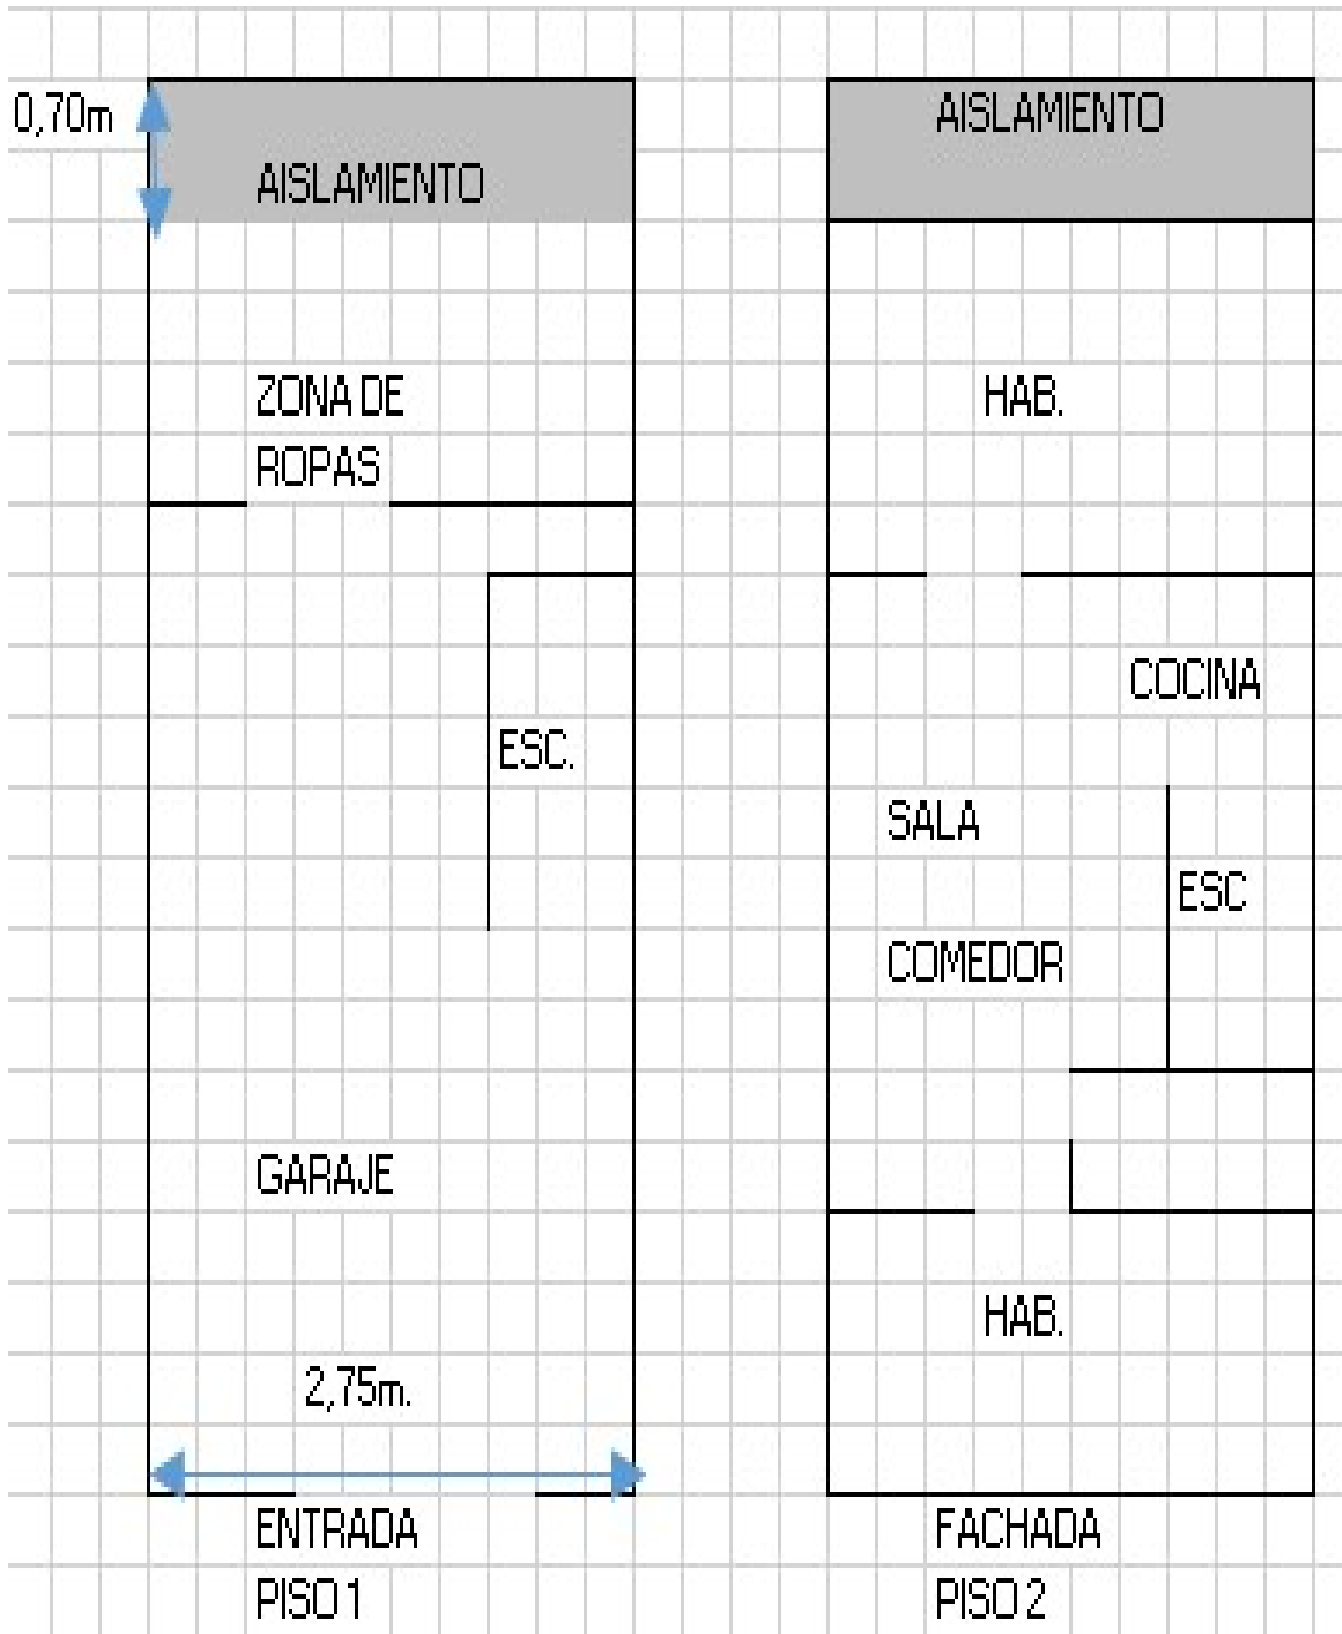 0,70m
AISLAMIENTO
ZONA DE
ROPAS
ESC.
GARAJE
2,75m.
ENTRADA
PISO 1
AISLAMIENTO
HAB.
COCINA
SALA
ESC
COMEDOR
HAB.
FACHADA
PISO 2